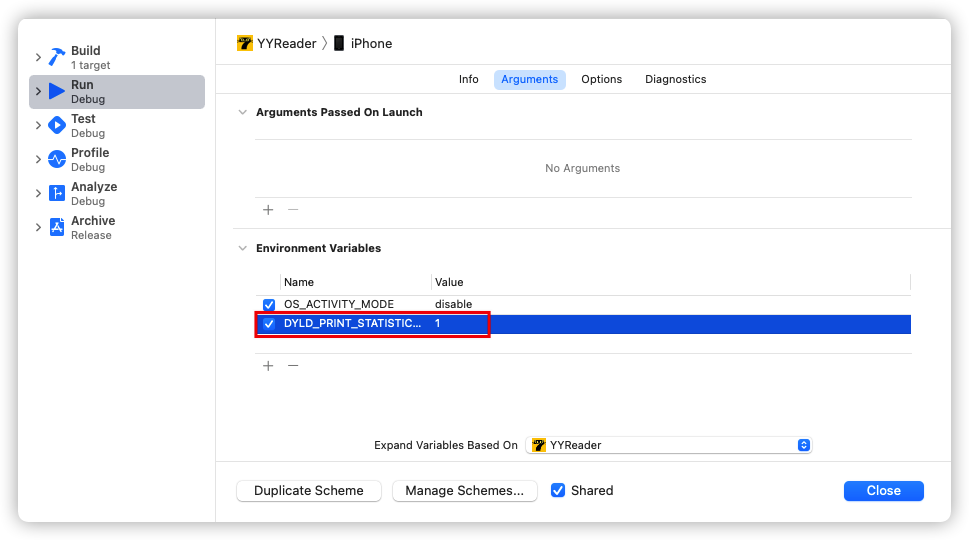 Build
1 target
Run
Debug
Test
Debug
Profile
Debug
Analyze
Debug
Archive
Release
YYReader 〉 iPhone
Info Arguments Options Diagnostics
Arguments Passed On Launch
No Arguments
Environment Variables
Name Value
OS_ACTIVITY_MODE disable
DYLD_PRINT_STATISTIC... 1
Expand Variables Based On YYReader
Duplicate Scheme Manage Schemes... Shared Close